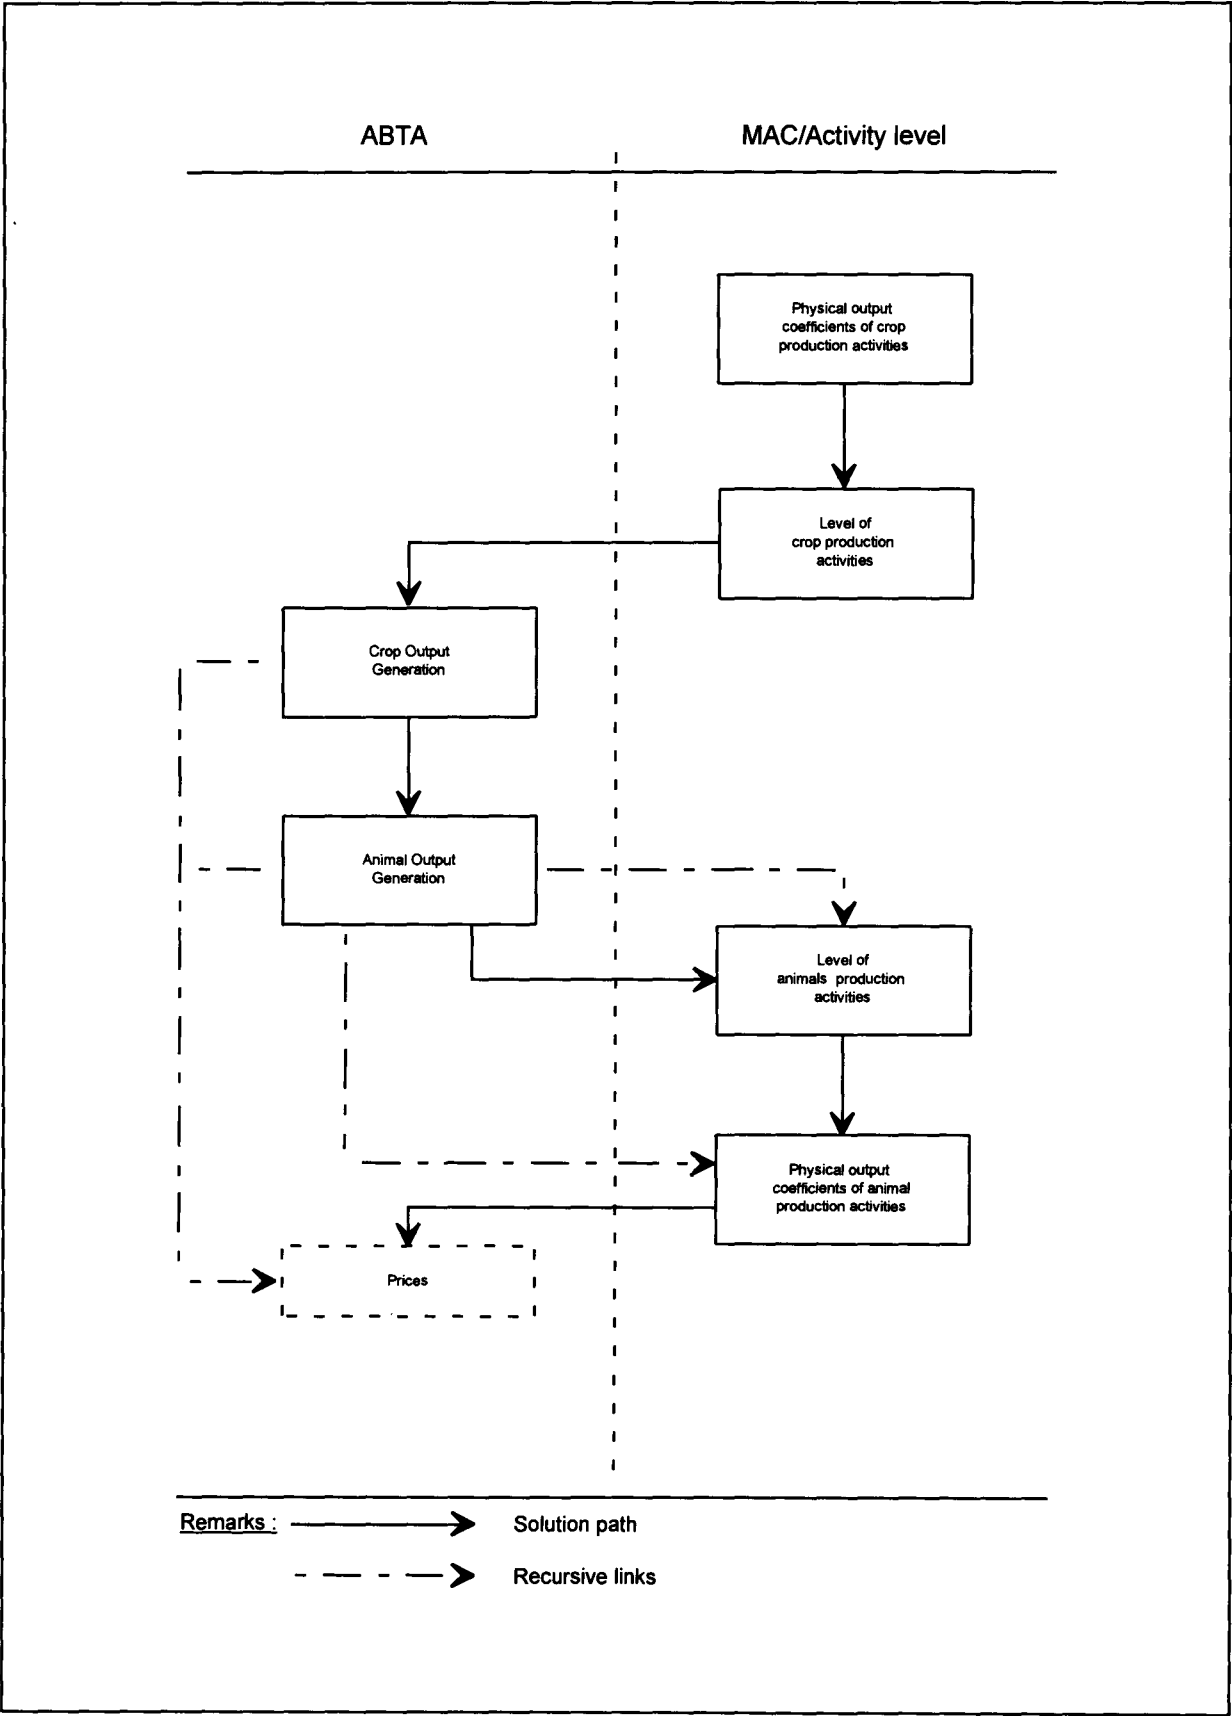 ABTA
MAC/Activity level
Physical output
coefficients of crop
production activities
Level of
crop production
activities
Crop Output
Generation
Animal Output
Generation
Level of
animals production
activities
Physical output
coefficients of animal
production activities
Prices
Remarks :
Solution path
Recursive links